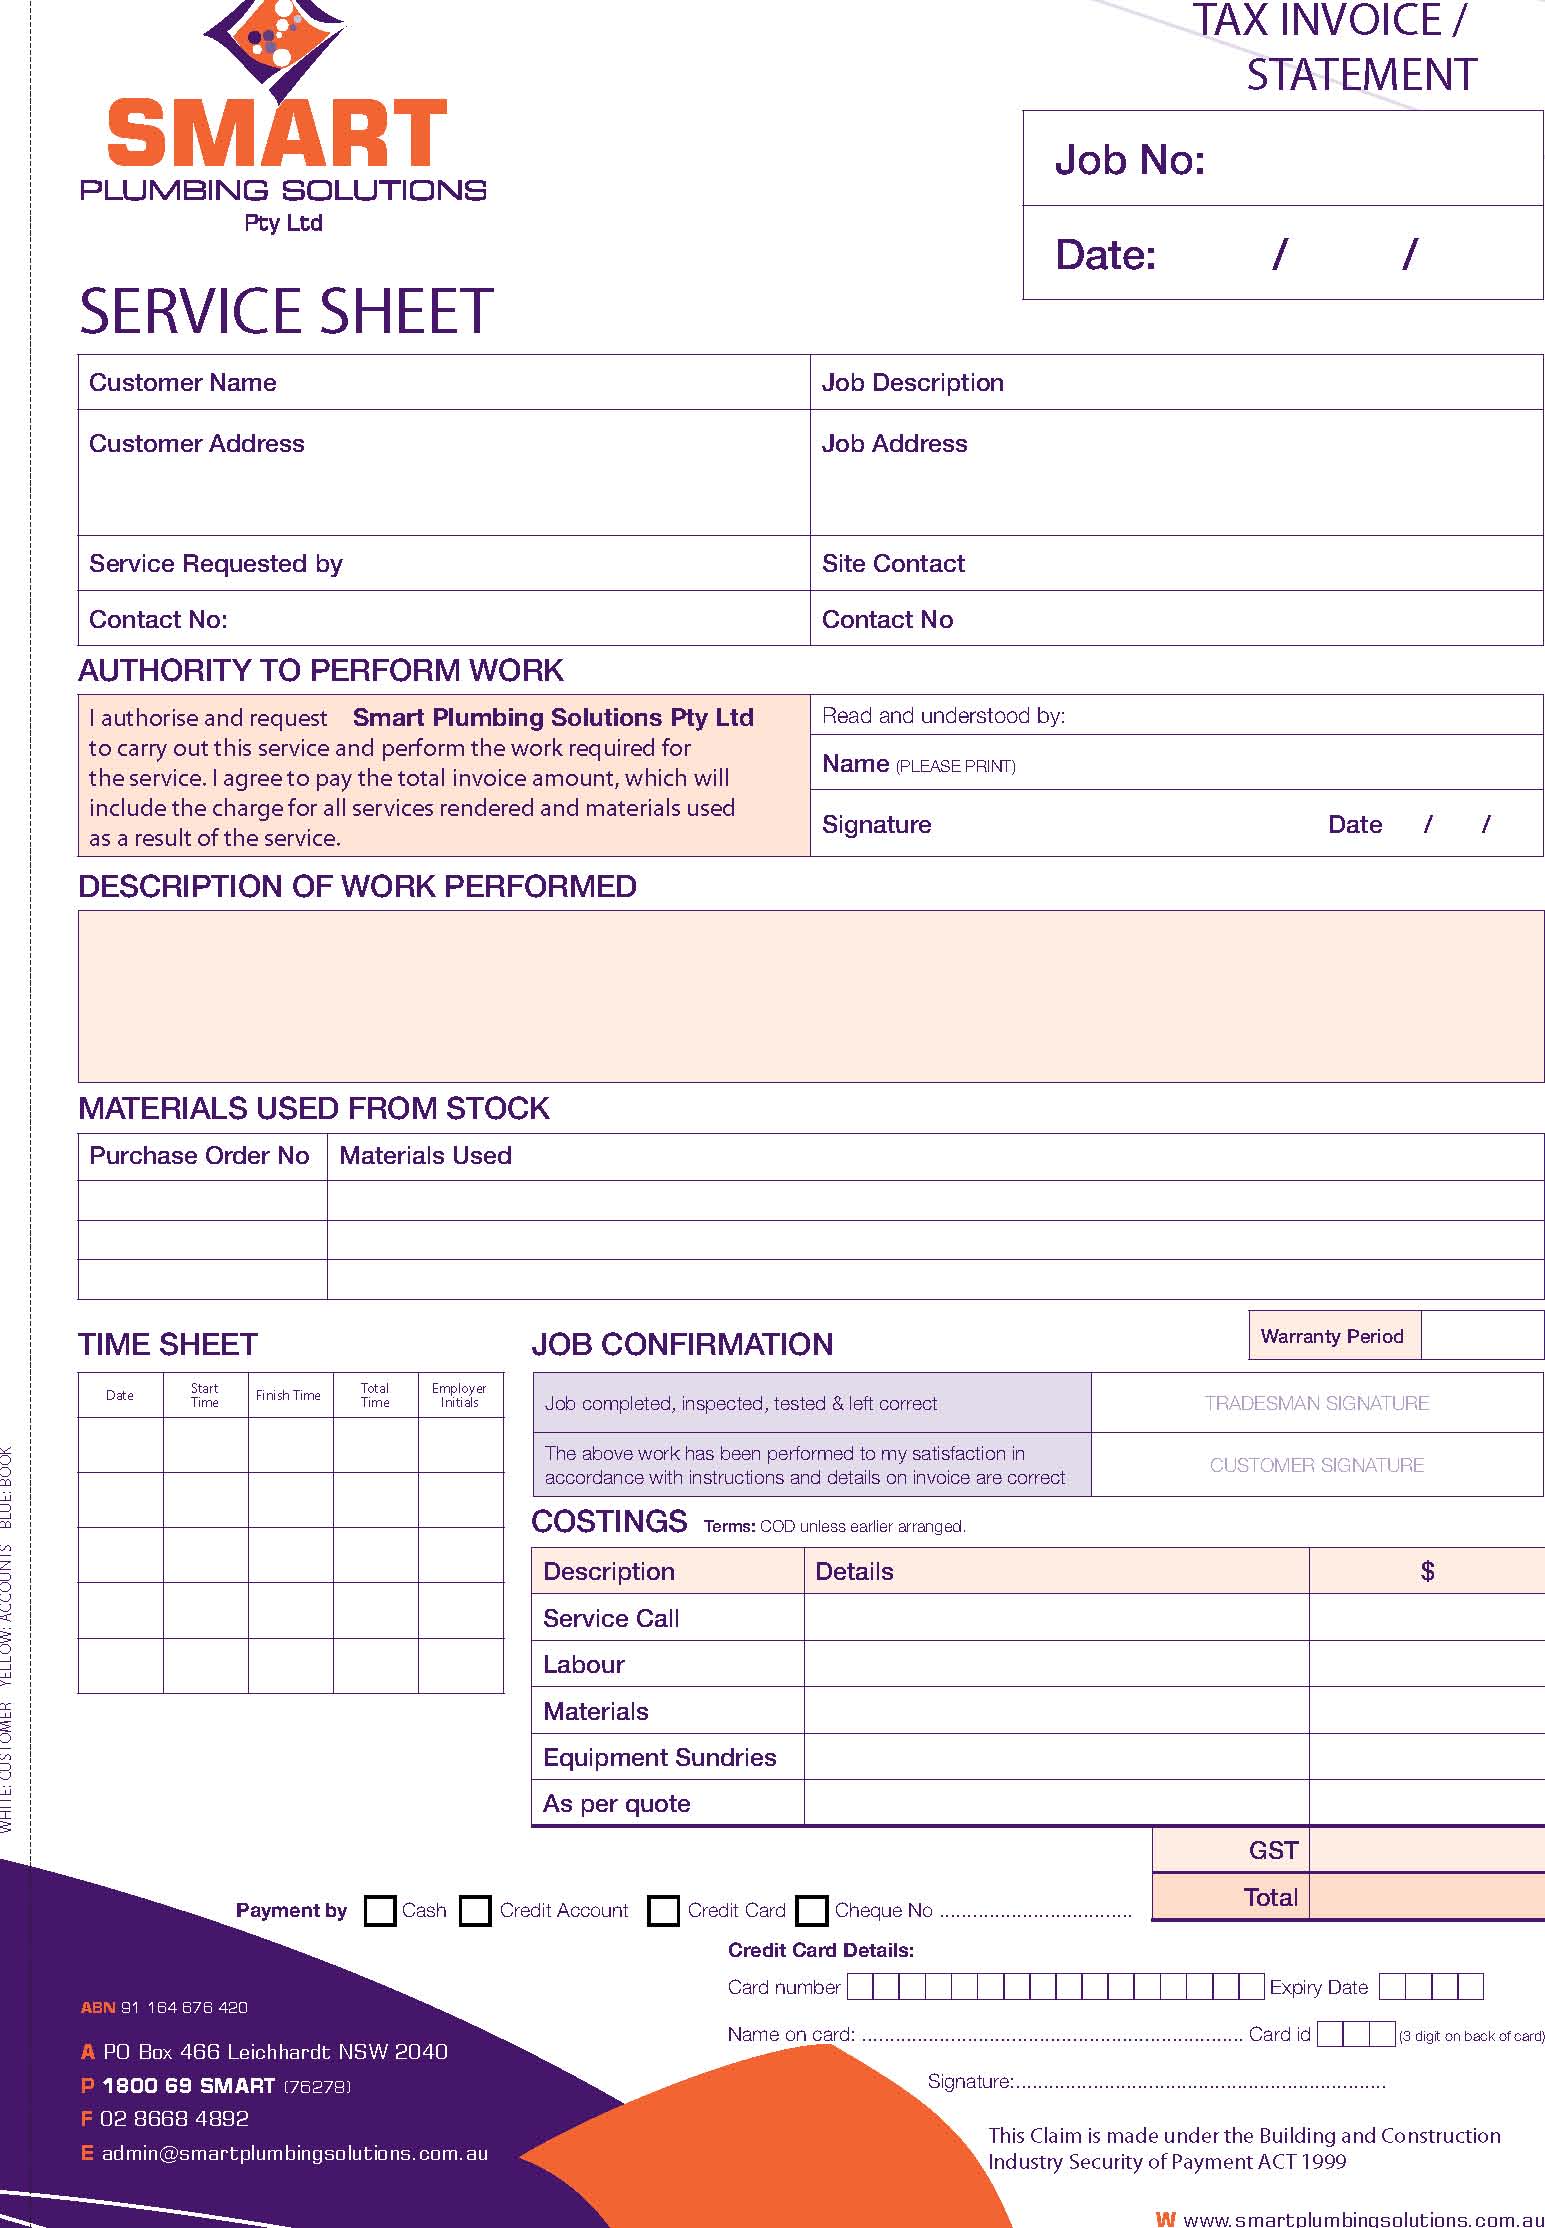 TAX INVOICE /
STATEMENT
SMART
PLUMBING SOLUTIONS
Pty Ltd
Job No:
Date: / /
SERVICE SHEET
Customer Name Job Description
Customer Address Job Address
Service Requested by Site Contact
Contact No: Contact No
AUTHORITY TO PERFORM WORK
I authorise and request Smart Plumbing Solutions Pty Ltd
to carry out this service and perform the work required for
the service. I agree to pay the total invoice amount, which will
include the charge for all services rendered and materials used
as a result of the service.
Read and understood by:
Name (PLEASE PRINT)
Signature Date / /
DESCRIPTION OF WORK PERFORMED
MATERIALS USED FROM STOCK
Purchase Order No Materials Used
Warranty Period
TIME SHEET
Date Start Time Finish Time Total Time Employer Initials
JOB CONFIRMATION
Job completed, inspected, tested & left correct TRADESMAN SIGNATURE
The above work has been performed to my satisfaction in
accordance with instructions and details on invoice are correct
CUSTOMER SIGNATURE
COSTINGS Terms: COD unless earlier arranged.
Description Details $
Service Call
Labour
Materials
Equipment Sundries
As per quote
GST
Total
Payment by Cash Credit Account Credit Card Cheque No ...................................
Credit Card Details:
Card number Expiry Date
Name on card: ..................................................................... Card id (3 digit on back of card)
Signature:...................................................................
This Claim is made under the Building and Construction
Industry Security of Payment ACT 1999
W www.smartplumbingsolutions.com.au
ABN 91 164 676 420
A PO Box 466 Leichhardt NSW 2040
P 1800 69 SMART (76278)
F 02 8668 4892
E admin@smartplumbingsolutions.com.au
WHITE: CUSTOMER YELLOW: ACCOUNTS BLUE: BOOK